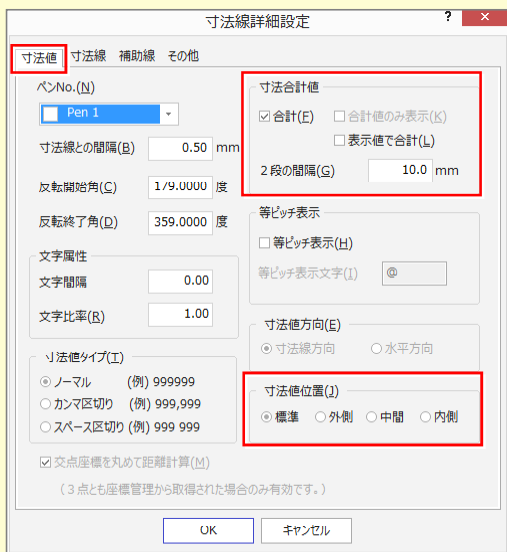 寸法線詳細設定 ?
寸法値 寸法線 補助線 その他
ペンNo.(N)
Pen 1
寸法線との間隔(B) 0.50 mm
反転開始角(C) 179.0000 度
反転終了角(D) 359.0000 度
文字属性
文字間隔 0.00
文字比率(R) 1.00
寸法値タイプ(T)
ノーマル (例) 999999
カンマ区切り (例) 999,999
スペース区切り (例) 999 999
交点座標を丸めて距離計算(M)
(3点とも座標管理から取得された場合のみ有効です。)
寸法合計値
合計(F) 合計値のみ表示(K)
表示値で合計(L)
2段の間隔(G) 10.0 mm
等ピッチ表示
等ピッチ表示(H)
等ピッチ表示文字(I) @
寸法値方向(E)
寸法線方向 水平方向
寸法値位置(J)
標準 外側 中間 内側
OK キャンセル